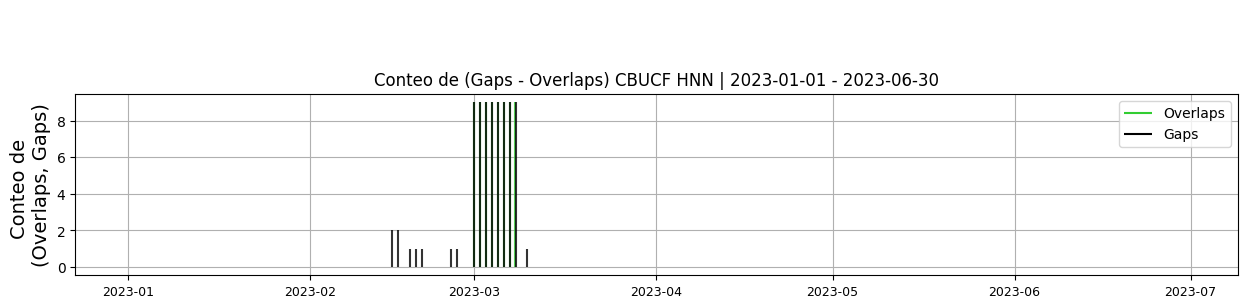 Conteo de (Gaps - Overlaps) CBUCF HNN | 2023-01-01 - 2023-06-30
Conteo de
(Overlaps, Gaps)
8
6
4
2
0
Overlaps
Gaps
2023-01
2023-02
2023-03
2023-04
2023-05
2023-06
2023-07